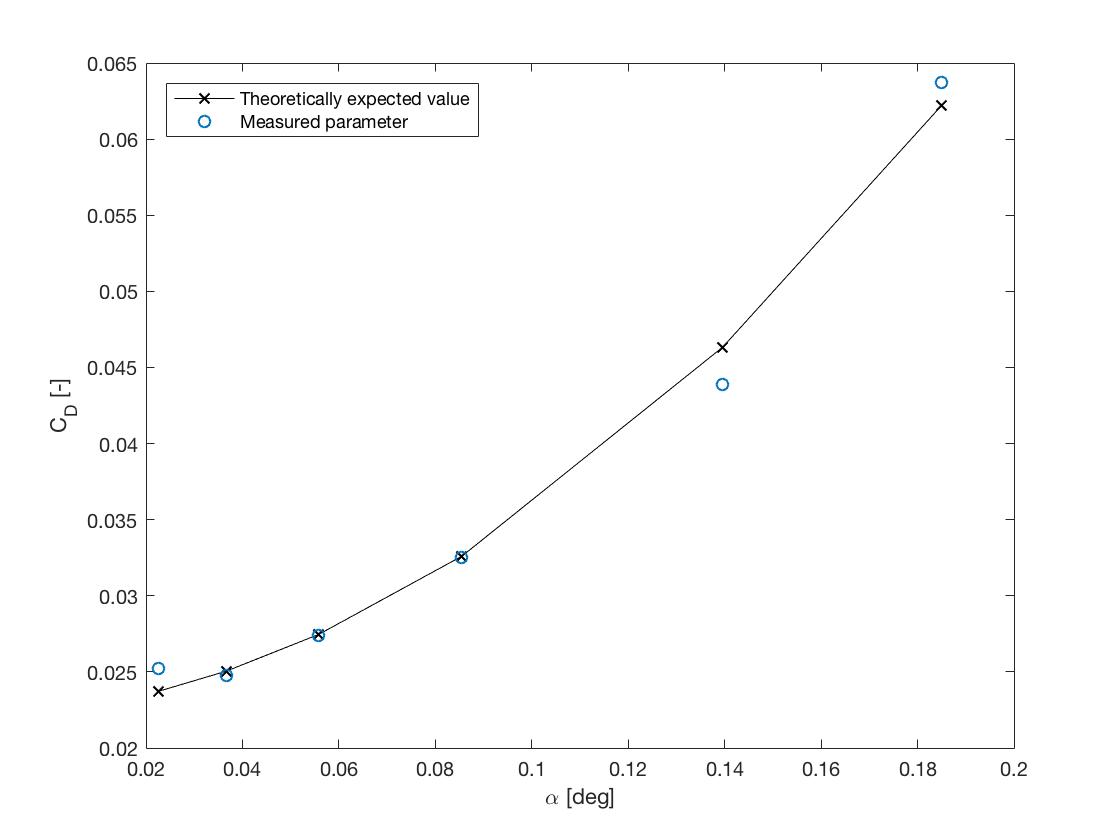 0.065
0.06
0.055
0.05
0.045
0.04
0.035
0.03
0.025
0.02
C_D [-]
Theoretically expected value
Measured parameter
0.02 0.04 0.06 0.08 0.1 0.12 0.14 0.16 0.18 0.2
α [deg]